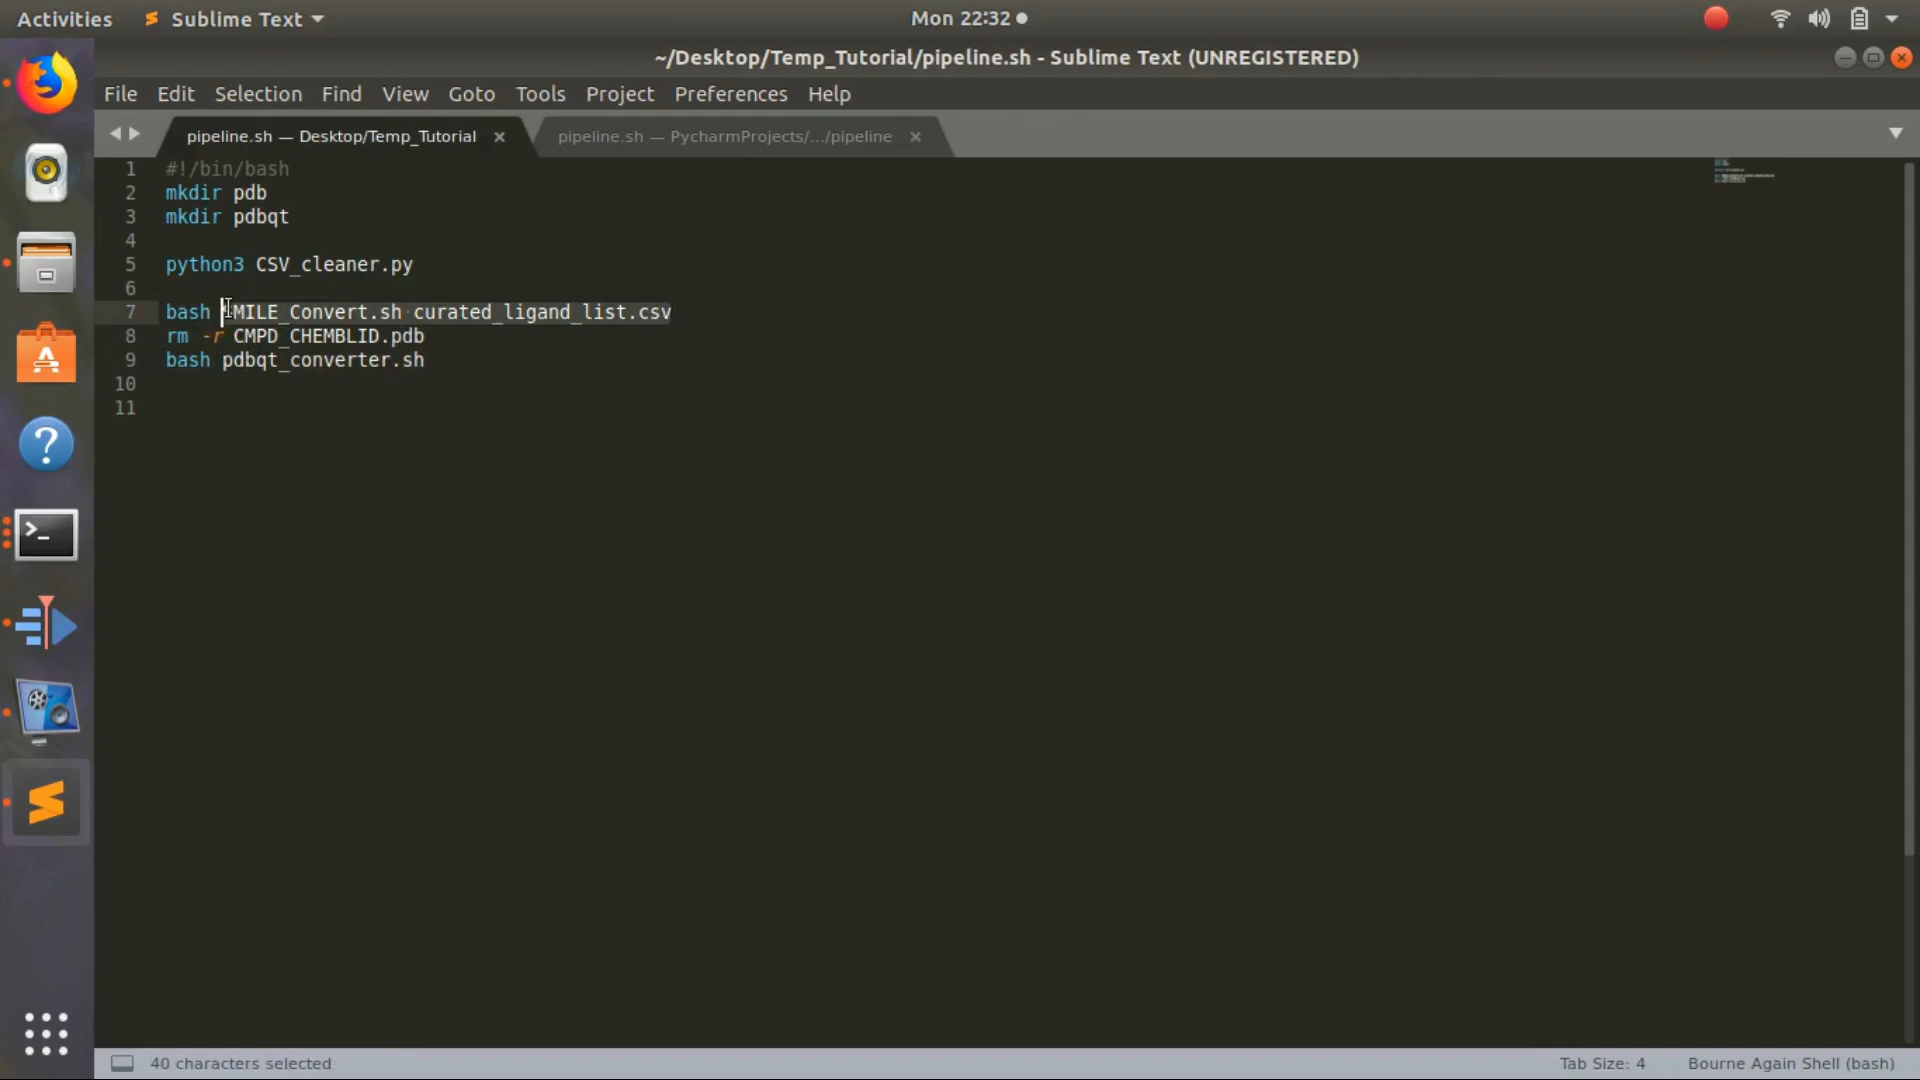 Activities Sublime Text Mon 22:32
~/Desktop/Temp_Tutorial/pipeline.sh - Sublime Text (UNREGISTERED)
File Edit Selection Find View Goto Tools Project Preferences Help
pipeline.sh — Desktop/Temp_Tutorial pipeline.sh — PycharmProjects/.../pipeline
1 #!/bin/bash
2 mkdir pdb
3 mkdir pdbqt
4
5 python3 CSV_cleaner.py
6
7 bash SMILE_Convert.sh curated_ligand_list.csv
8 rm -r CMPD_CHEMBLID.pdb
9 bash pdbqt_converter.sh
10
11
40 characters selected Tab Size: 4 Bourne Again Shell (bash)